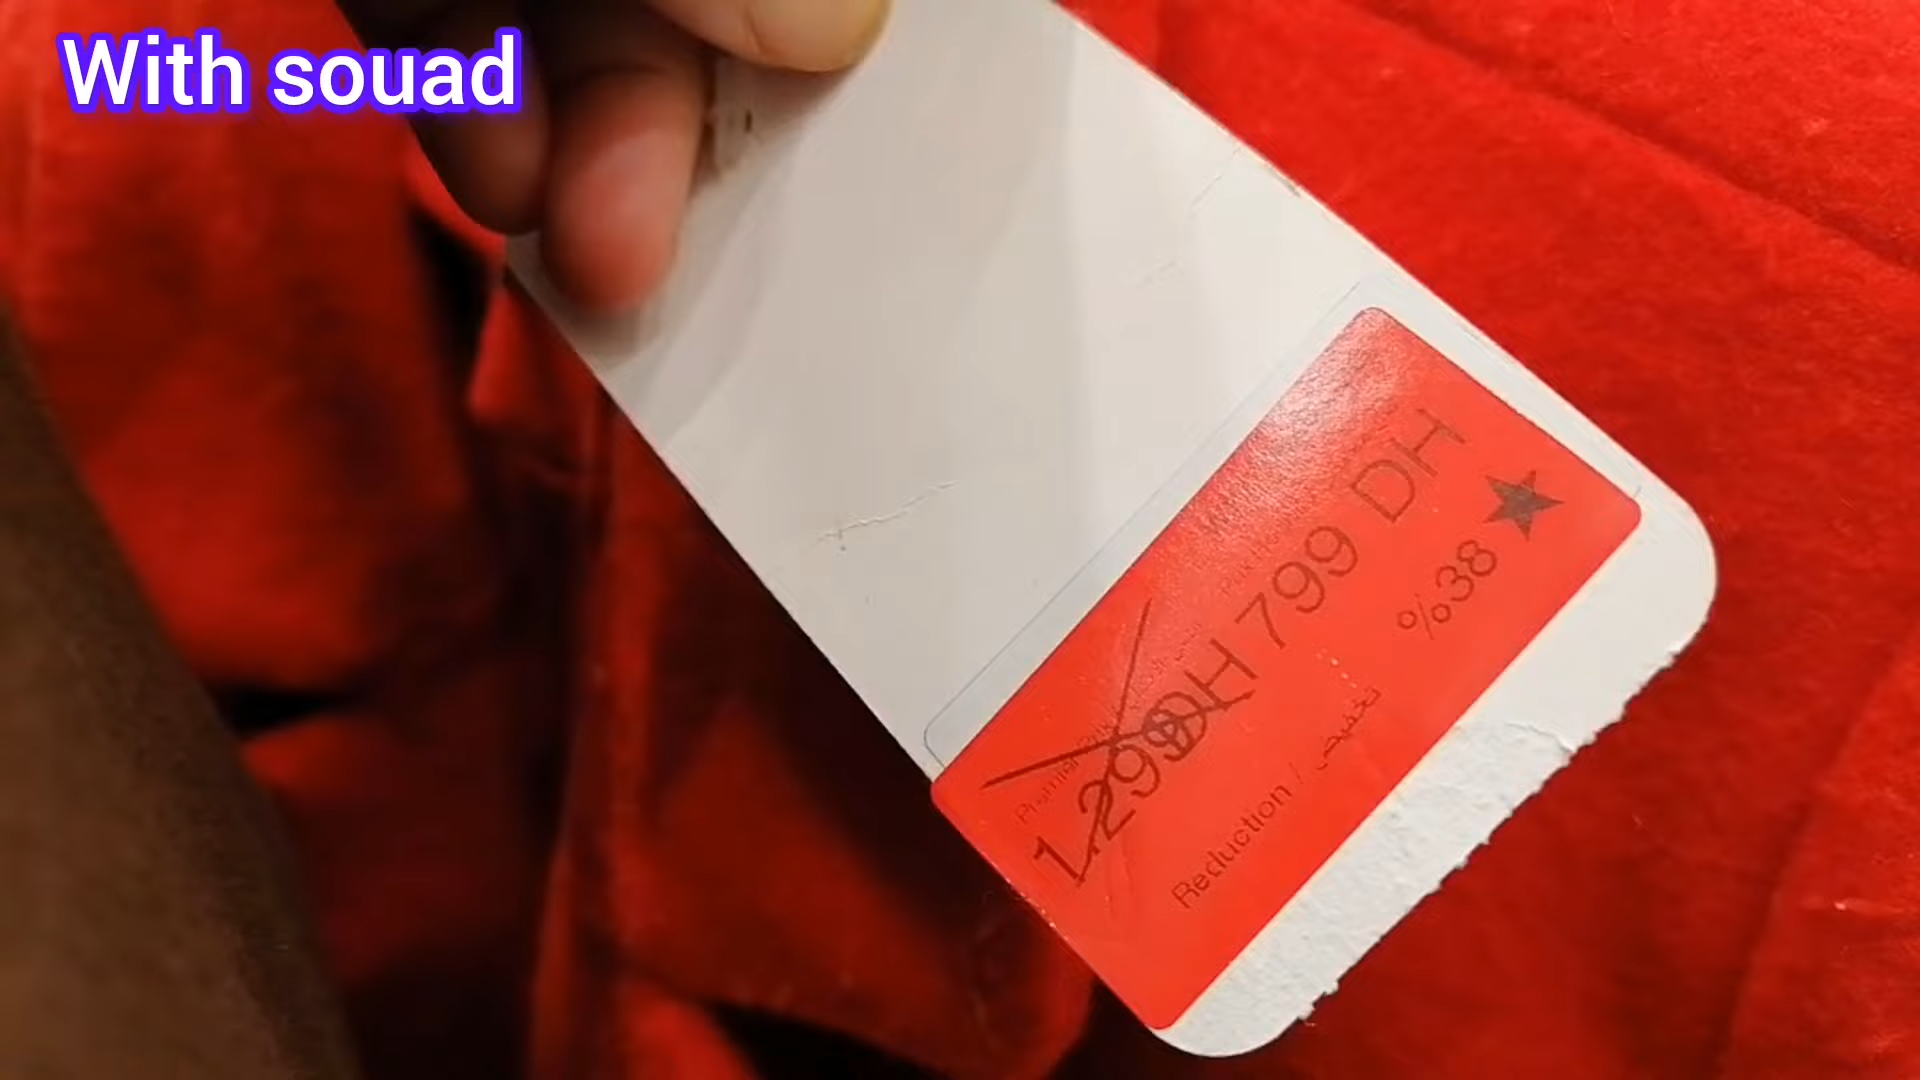 With souad
1,299DH 799 DH
Reduction / تخفيض %38 ★